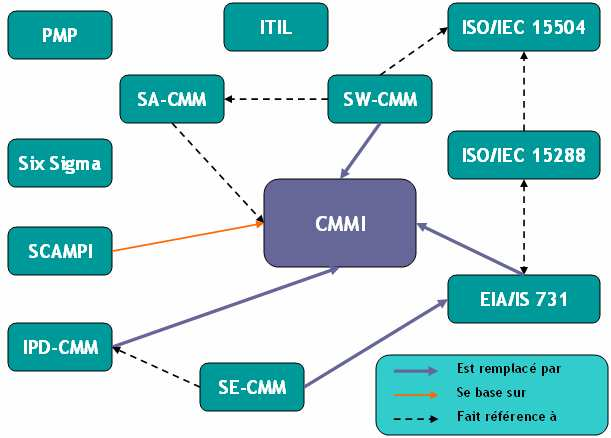 PMP
ITIL
ISO/IEC 15504
SA-CMM
SW-CMM
Six Sigma
ISO/IEC 15288
CMMI
SCAMPI
EIA/IS 731
IPD-CMM
SE-CMM
Est remplacé par
Se base sur
Fait référence à